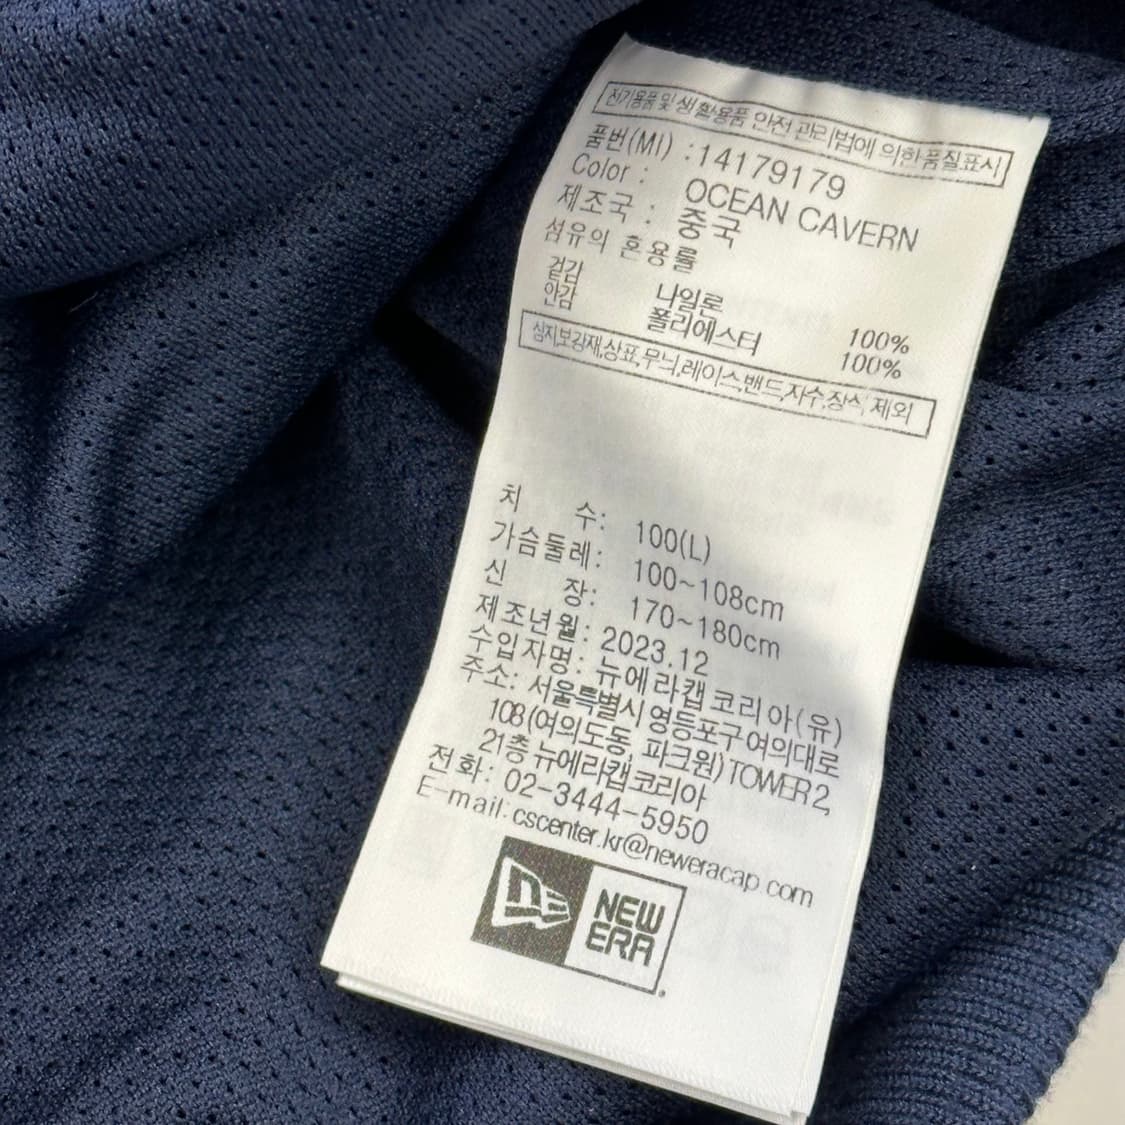 전기용품 및 생활용품 안전 관리법에 의한 품질표시
품번(MI) : 14179179
Color : OCEAN CAVERN
제조국 : 중국
섬유의 혼용률
겉감 나일론 100%
안감 폴리에스터 100%
심지보강재,상표,무늬,레이스,밴드,자수,장식 제외
치 수: 100(L)
가슴둘레: 100~108cm
신 장: 170~180cm
제조년월: 2023.12
수입자명: 뉴에라캡코리아(유)
주소: 서울특별시 영등포구 여의대로
108 (여의도동, 파크원) TOWER 2,
21층 뉴에라캡코리아
전화: 02-3444-5950
E-mail: cscenter.kr@neweracap.com
NE
NEW
ERA